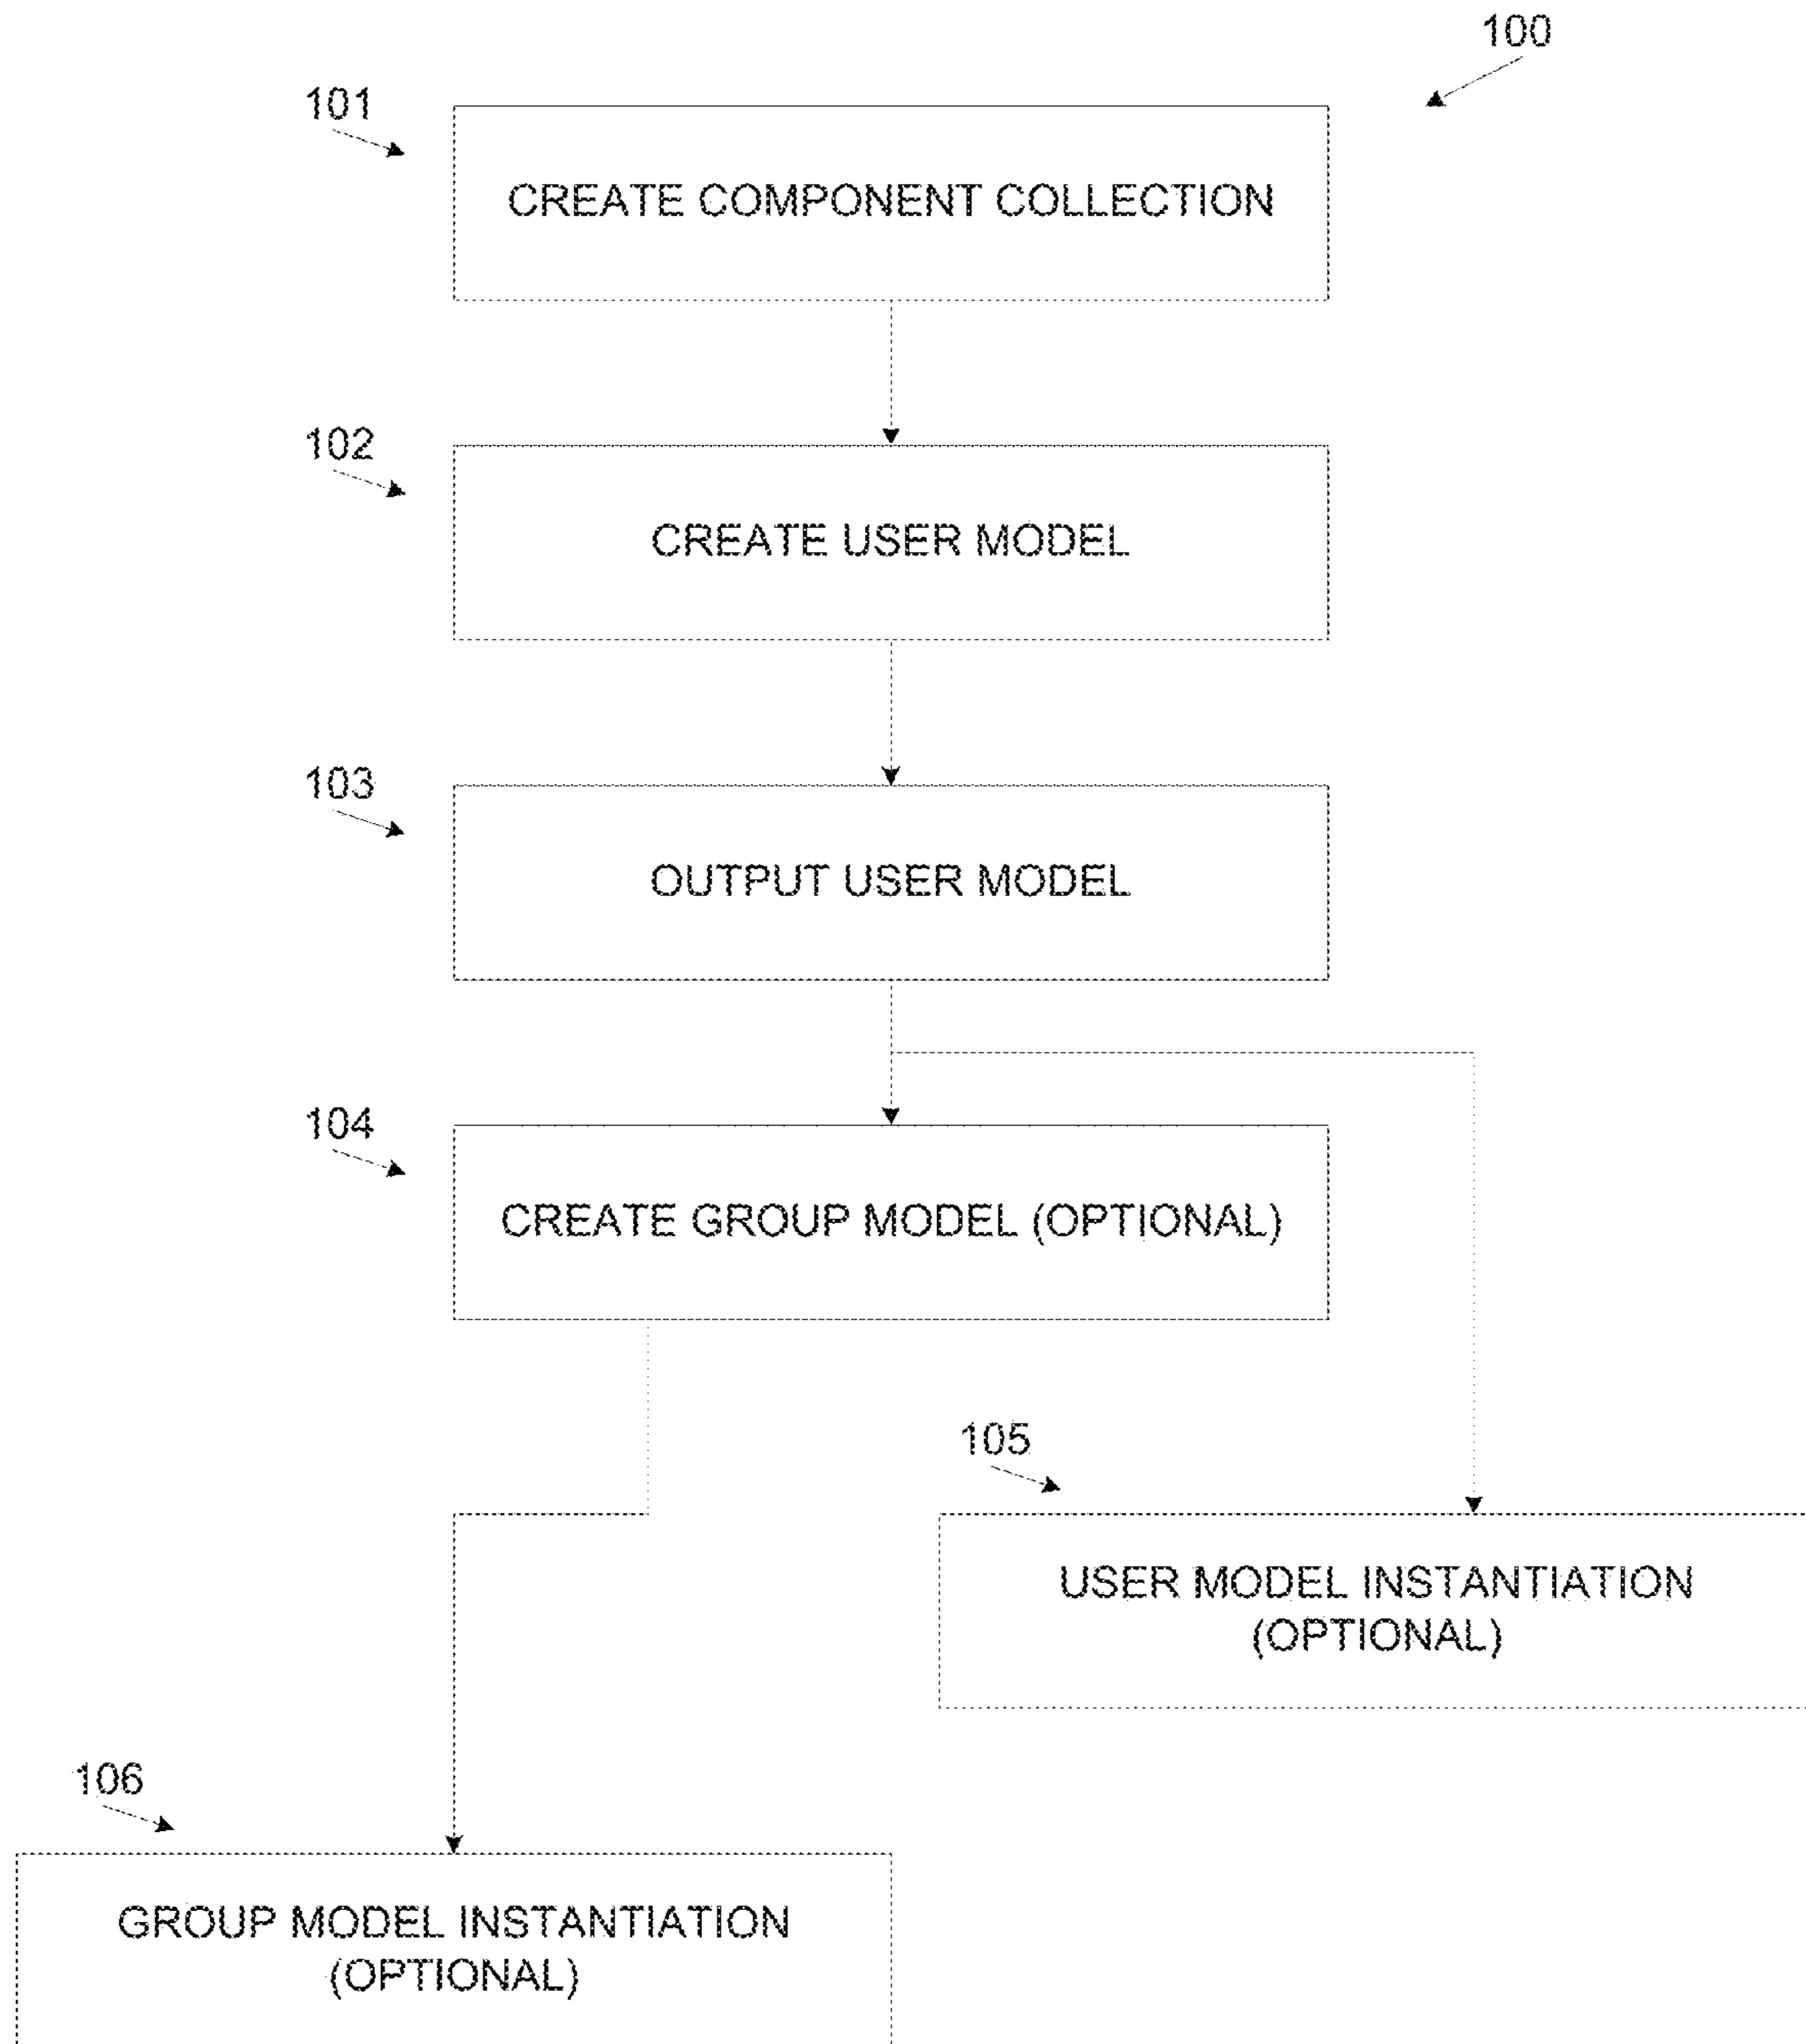 100
101
CREATE COMPONENT COLLECTION
102
CREATE USER MODEL
103
OUTPUT USER MODEL
104
CREATE GROUP MODEL (OPTIONAL)
105
USER MODEL INSTANTIATION
(OPTIONAL)
106
GROUP MODEL INSTANTIATION
(OPTIONAL)